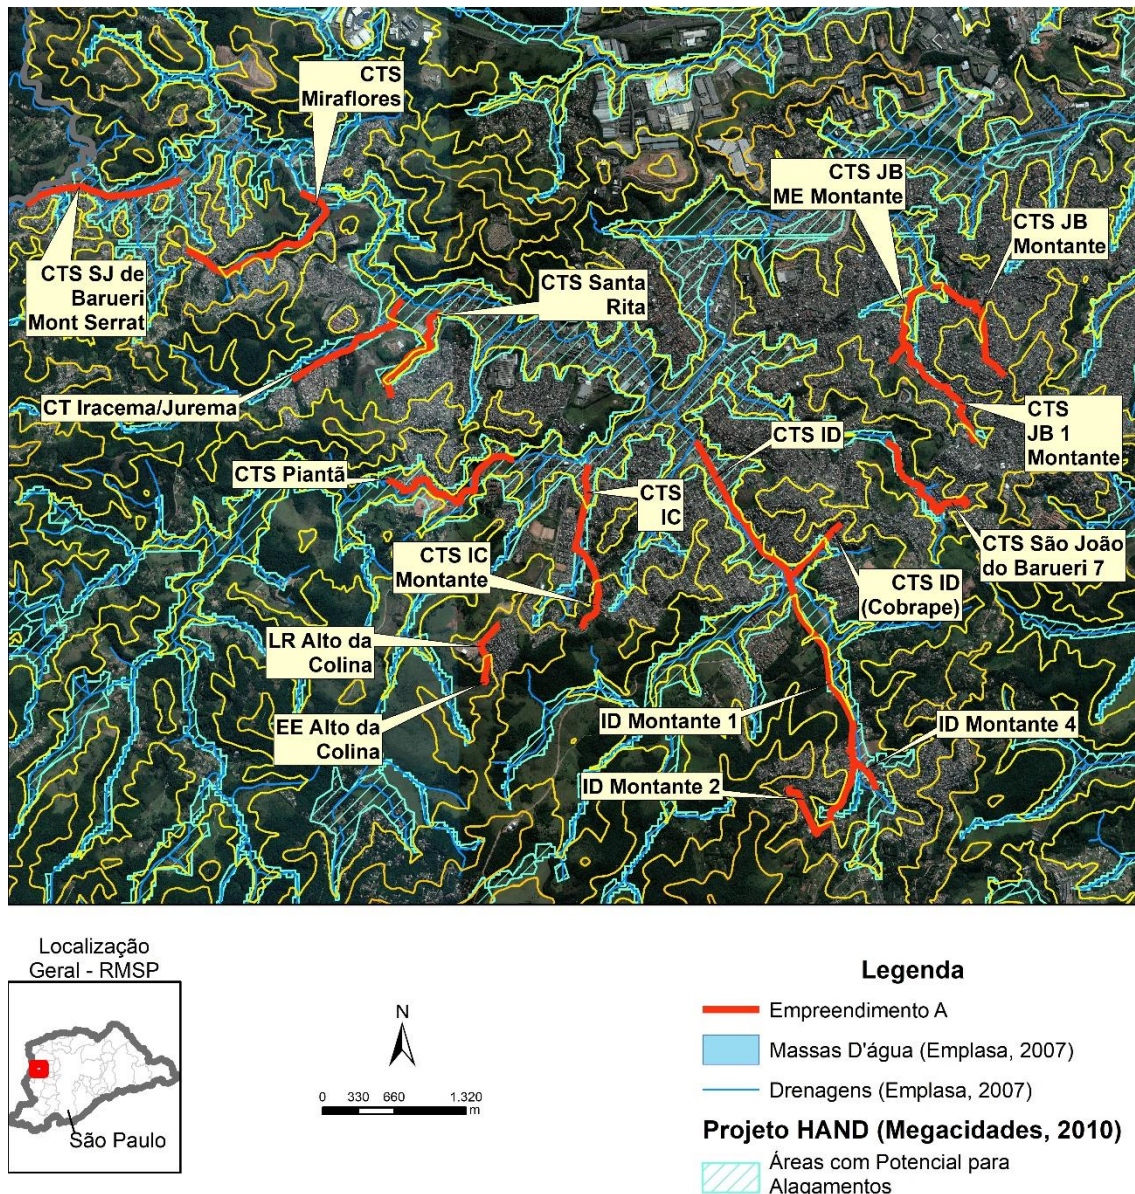 CTS
Miraflores
CTS JB
ME Montante
CTS JB
Montante
CTS SJ de
Barueri
Mont Serrat
CTS Santa
Rita
CT Iracema/Jurema
CTS
JB 1
Montante
CTS ID
CTS Piantã
CTS
IC
CTS São João
do Barueri 7
CTS IC
Montante
CTS ID
(Cobrape)
LR Alto da
Colina
EE Alto da
Colina
ID Montante 1
ID Montante 4
ID Montante 2
Localização
Geral - RMSP
São Paulo
N
0 330 660 1.320
m
Legenda
Empreendimento A
Massas D'água (Emplasa, 2007)
Drenagens (Emplasa, 2007)
Projeto HAND (Megacidades, 2010)
Áreas com Potencial para
Alagamentos